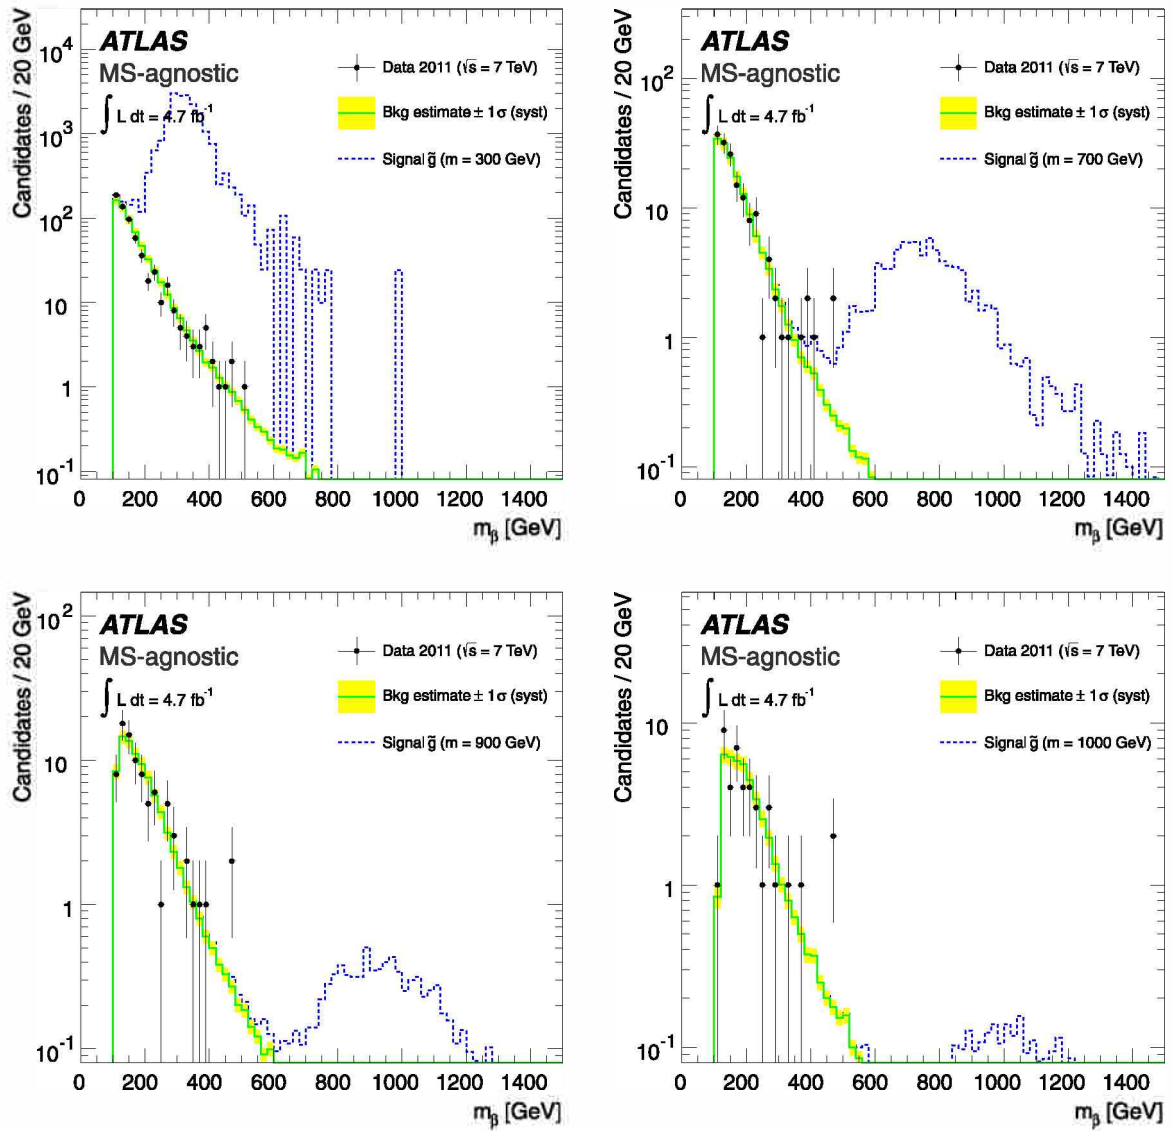 Candidates / 20 GeV
10⁴
10³
10²
10
1
10⁻¹
ATLAS
MS-agnostic
∫ L dt = 4.7 fb⁻¹
Data 2011 (√s = 7 TeV)
Bkg estimate ± 1σ (syst)
Signal g̃ (m = 300 GeV)
0 200 400 600 800 1000 1200 1400
m_β [GeV]
Candidates / 20 GeV
10²
10
1
10⁻¹
ATLAS
MS-agnostic
∫ L dt = 4.7 fb⁻¹
Data 2011 (√s = 7 TeV)
Bkg estimate ± 1σ (syst)
Signal g̃ (m = 700 GeV)
0 200 400 600 800 1000 1200 1400
m_β [GeV]
Candidates / 20 GeV
10²
10
1
10⁻¹
ATLAS
MS-agnostic
∫ L dt = 4.7 fb⁻¹
Data 2011 (√s = 7 TeV)
Bkg estimate ± 1σ (syst)
Signal g̃ (m = 900 GeV)
0 200 400 600 800 1000 1200 1400
m_β [GeV]
Candidates / 20 GeV
10
1
10⁻¹
ATLAS
MS-agnostic
∫ L dt = 4.7 fb⁻¹
Data 2011 (√s = 7 TeV)
Bkg estimate ± 1σ (syst)
Signal g̃ (m = 1000 GeV)
0 200 400 600 800 1000 1200 1400
m_β [GeV]